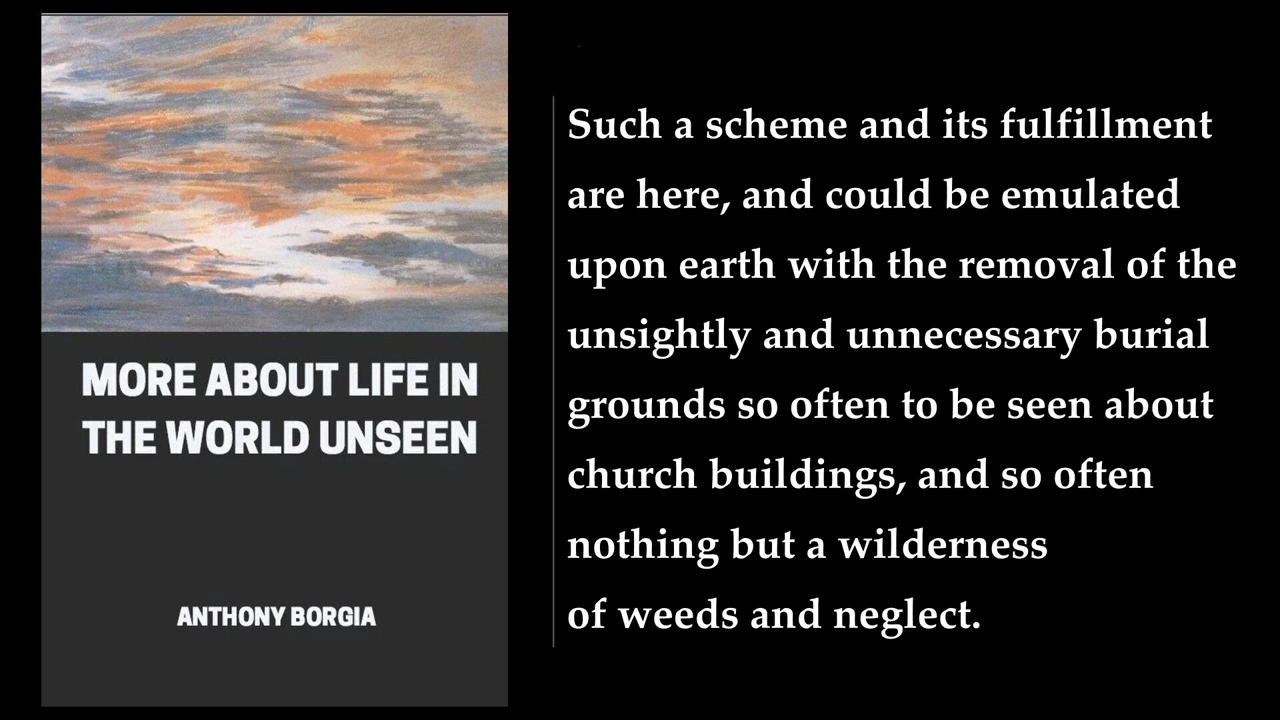 MORE ABOUT LIFE IN
THE WORLD UNSEEN
ANTHONY BORGIA
Such a scheme and its fulfillment
are here, and could be emulated
upon earth with the removal of the
unsightly and unnecessary burial
grounds so often to be seen about
church buildings, and so often
nothing but a wilderness
of weeds and neglect.